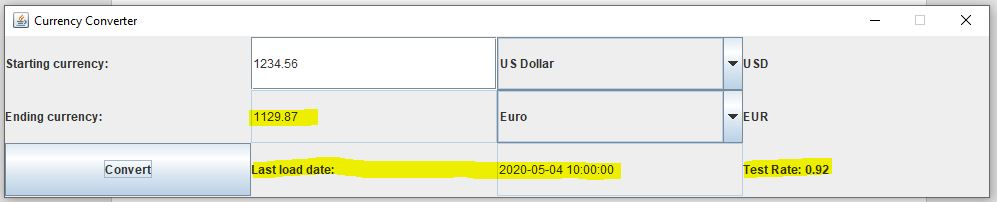 Currency Converter
Starting currency: 1234.56 US Dollar USD
Ending currency: 1129.87 Euro EUR
Convert Last load date: 2020-05-04 10:00:00 Test Rate: 0.92